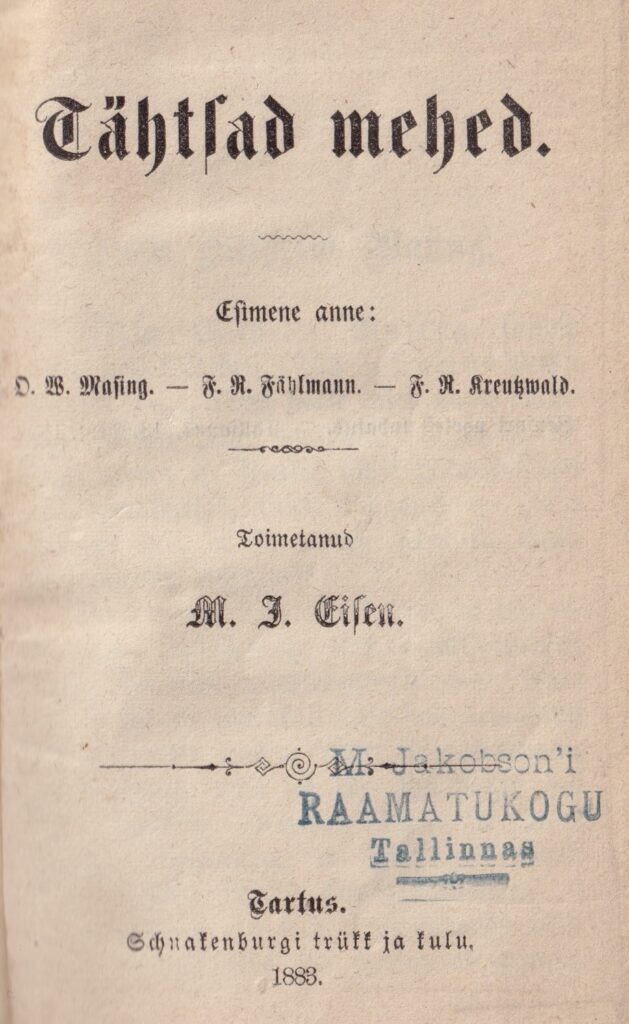 Tähtsad mehed.
Esimene anne:
O. W. Masing. — F. R. Fählmann. — F. R. Kreutzwald.
Toimetanud
M. J. Eisen.
M. Jakobson'i
RAAMATUKOGU
Tallinnas
Tartus.
Schnakenburgi trükk ja kulu.
1883.